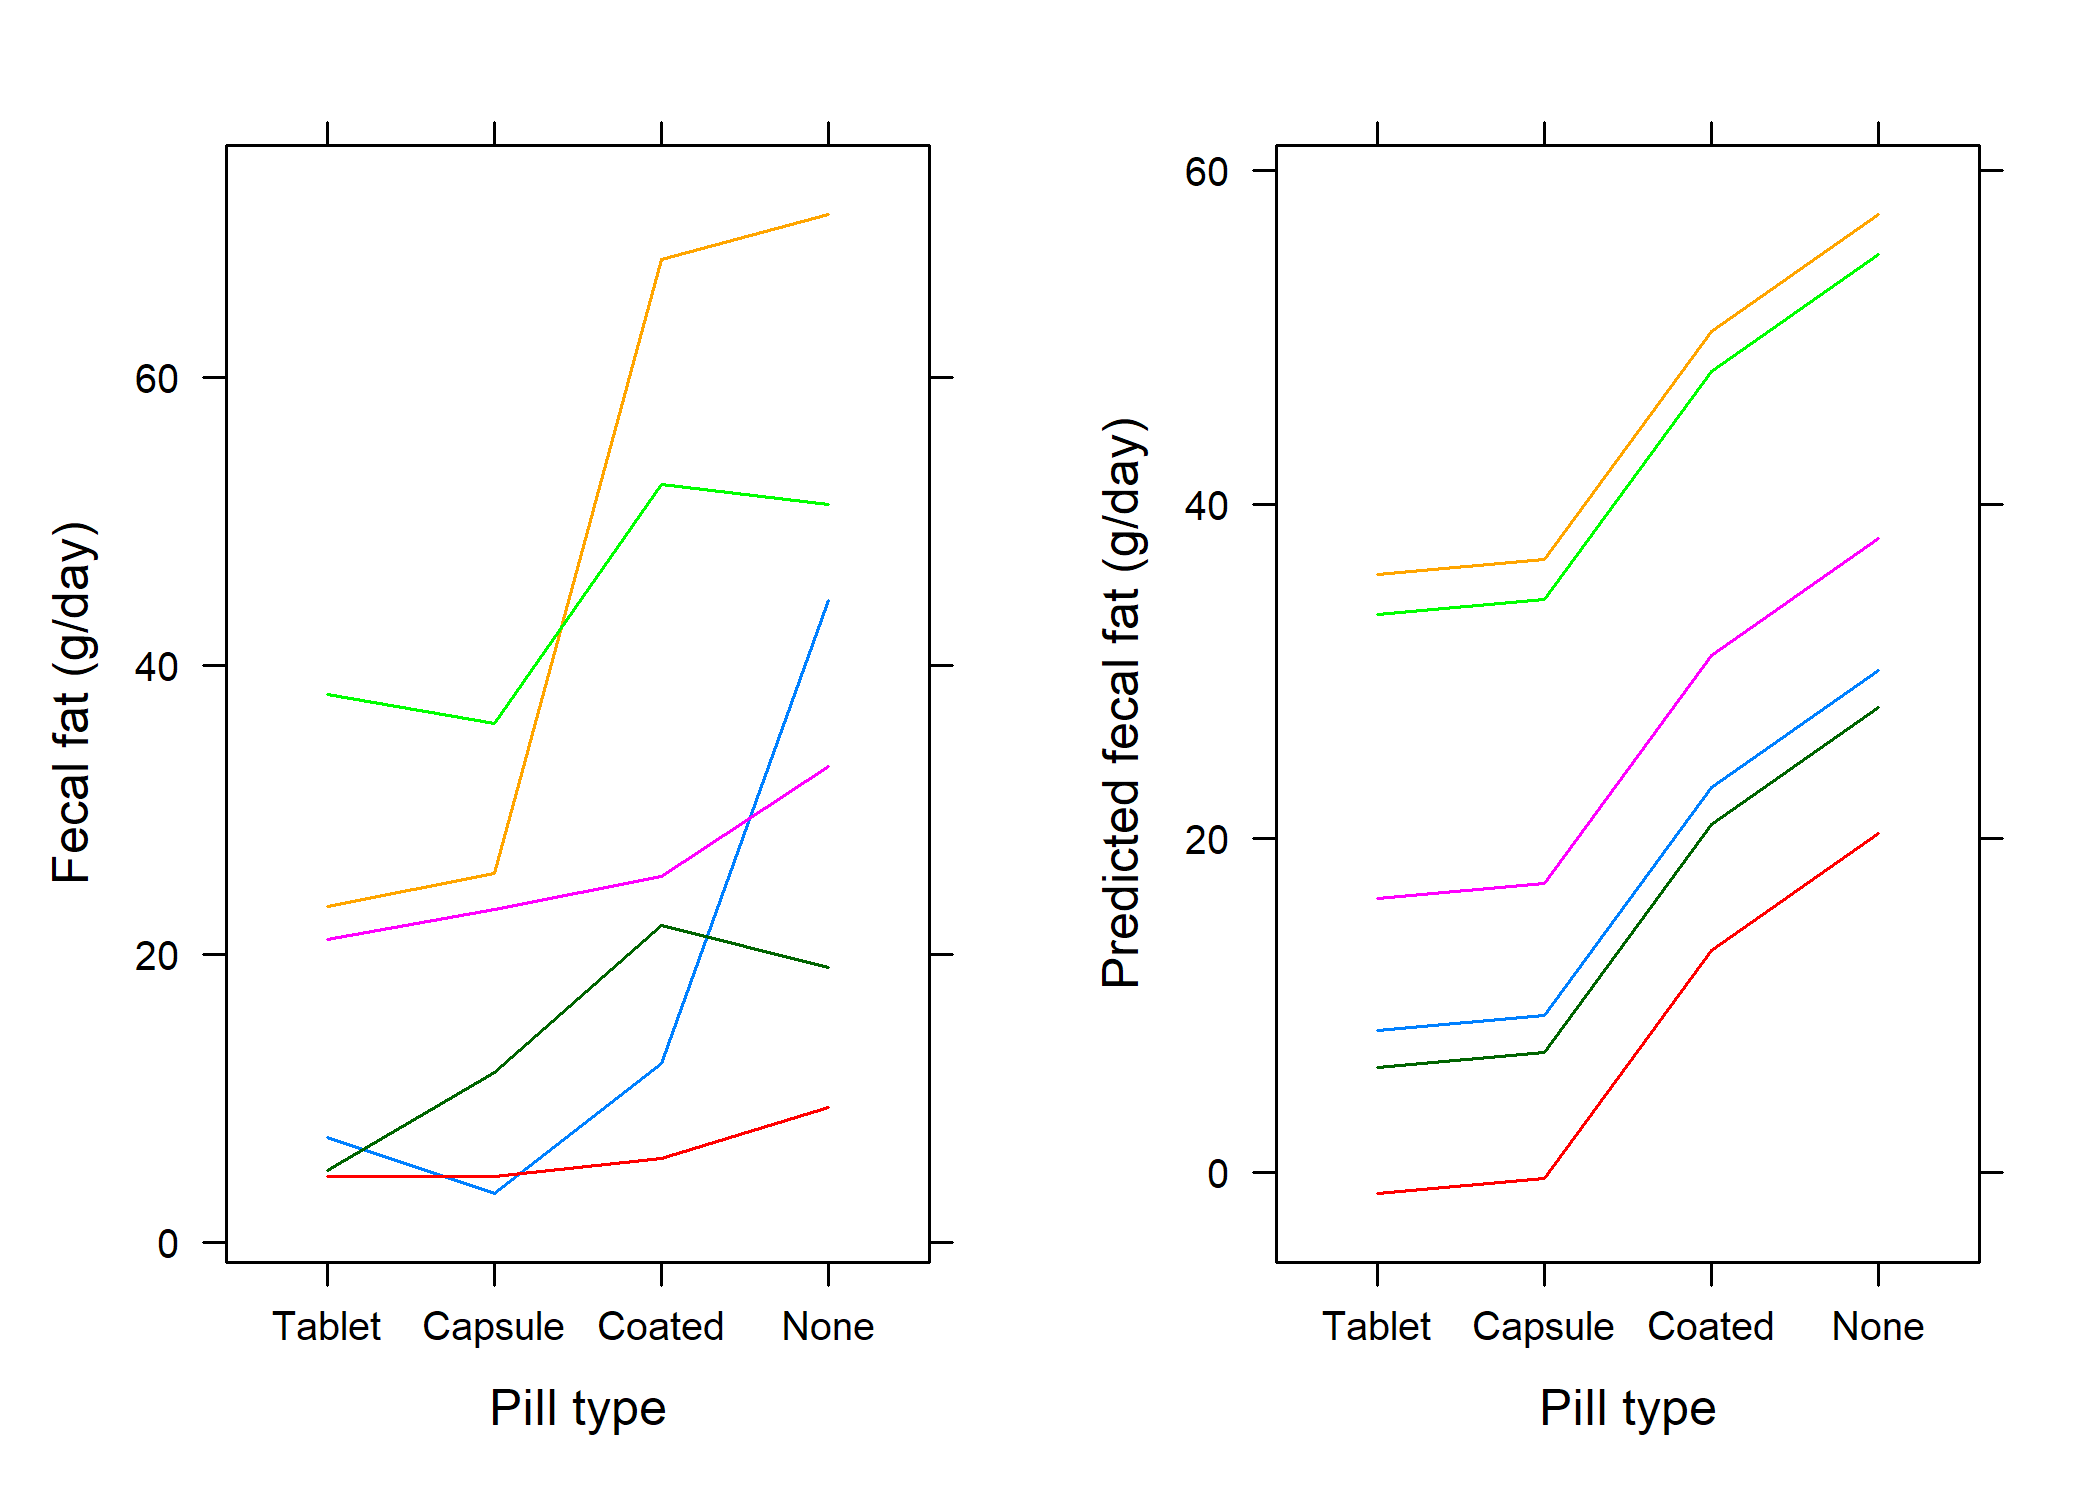 Fecal fat (g/day)
60
40
20
0
Tablet Capsule Coated None
Pill type
Predicted fecal fat (g/day)
60
40
20
0
Tablet Capsule Coated None
Pill type